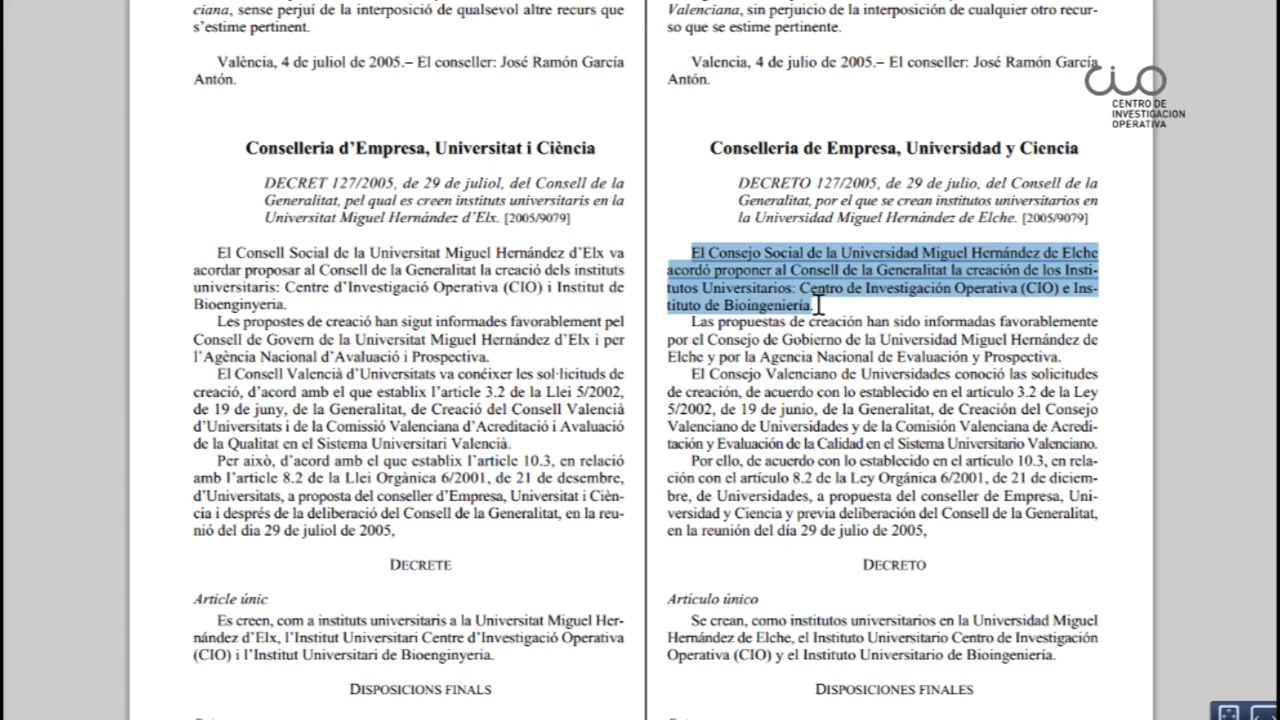 ciana, sense perjuí de la interposició de qualsevol altre recurs que
s'estime pertinent.
València, 4 de juliol de 2005.– El conseller: José Ramón García
Antón.
Conselleria d'Empresa, Universitat i Ciència
DECRET 127/2005, de 29 de juliol, del Consell de la
Generalitat, pel qual es creen instituts universitaris en la
Universitat Miguel Hernández d'Elx. [2005/9079]
El Consell Social de la Universitat Miguel Hernández d'Elx va
acordar proposar al Consell de la Generalitat la creació dels instituts
universitaris: Centre d'Investigació Operativa (CIO) i Institut de
Bioenginyeria.
Les propostes de creació han sigut informades favorablement pel
Consell de Govern de la Universitat Miguel Hernández d'Elx i per
l'Agència Nacional d'Avaluació i Prospectiva.
El Consell Valencià d'Universitats va conéixer les sol·licituds de
creació, d'acord amb el que establix l'article 3.2 de la Llei 5/2002,
de 19 de juny, de la Generalitat, de Creació del Consell Valencià
d'Universitats i de la Comissió Valenciana d'Acreditació i Avaluació
de la Qualitat en el Sistema Universitari Valencià.
Per això, d'acord amb el que establix l'article 10.3, en relació
amb l'article 8.2 de la Llei Orgànica 6/2001, de 21 de desembre,
d'Universitats, a proposta del conseller d'Empresa, Universitat i Cièn-
cia i després de la deliberació del Consell de la Generalitat, en la reu-
nió del dia 29 de juliol de 2005,
DECRETE
Article únic
Es creen, com a instituts universitaris a la Universitat Miguel Her-
nández d'Elx, l'Institut Universitari Centre d'Investigació Operativa
(CIO) i l'Institut Universitari de Bioenginyeria.
DISPOSICIONS FINALS
Valenciana, sin perjuicio de la interposición de cualquier otro recur-
so que se estime pertinente.
Valencia, 4 de julio de 2005.– El conseller: José Ramón García
Antón.
Conselleria de Empresa, Universidad y Ciencia
DECRETO 127/2005, de 29 de julio, del Consell de la
Generalitat, por el que se crean institutos universitarios en
la Universidad Miguel Hernández de Elche. [2005/9079]
El Consejo Social de la Universidad Miguel Hernández de Elche
acordó proponer al Consell de la Generalitat la creación de los Insti-
tutos Universitarios: Centro de Investigación Operativa (CIO) e Ins-
tituto de Bioingeniería.
Las propuestas de creación han sido informadas favorablemente
por el Consejo de Gobierno de la Universidad Miguel Hernández de
Elche y por la Agencia Nacional de Evaluación y Prospectiva.
El Consejo Valenciano de Universidades conoció las solicitudes
de creación, de acuerdo con lo establecido en el artículo 3.2 de la Ley
5/2002, de 19 de junio, de la Generalitat, de Creación del Consejo
Valenciano de Universidades y de la Comisión Valenciana de Acredi-
tación y Evaluación de la Calidad en el Sistema Universitario Valenciano.
Por ello, de acuerdo con lo establecido en el artículo 10.3, en rela-
ción con el artículo 8.2 de la Ley Orgánica 6/2001, de 21 de diciem-
bre, de Universidades, a propuesta del conseller de Empresa, Uni-
versidad y Ciencia y previa deliberación del Consell de la Generalitat,
en la reunión del día 29 de julio de 2005,
DECRETO
Artículo único
Se crean, como institutos universitarios en la Universidad Miguel
Hernández de Elche, el Instituto Universitario Centro de Investigación
Operativa (CIO) y el Instituto Universitario de Bioingeniería.
DISPOSICIONES FINALES
cio
CENTRO DE
INVESTIGACION
OPERATIVA